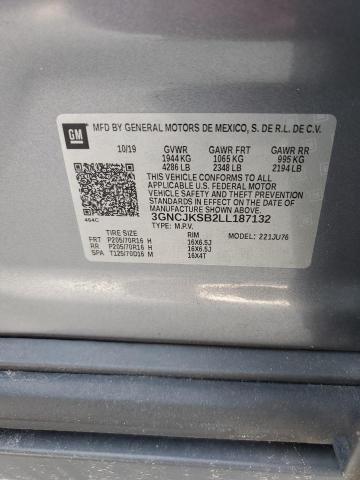 GM
MFD BY GENERAL MOTORS DE MEXICO, S. DE R.L. DE C.V.
10/19 GVWR GAWR FRT GAWR RR
1944 KG 1065 KG 995 KG
4286 LB 2348 LB 2194 LB
THIS VEHICLE CONFORMS TO ALL
APPLICABLE U.S. FEDERAL MOTOR
VEHICLE SAFETY AND THEFT PREVENTION
STANDARDS IN EFFECT ON THE DATE OF
MANUFACTURE SHOWN ABOVE.
3GNCJKSB2LL187132
464C TYPE: M.P.V. MODEL: 221JU76
TIRE SIZE RIM
FRT P205/70R16 H 16X6.5J
RR P205/70R16 H 16X6.5J
SPA T125/70D16 M 16X4T